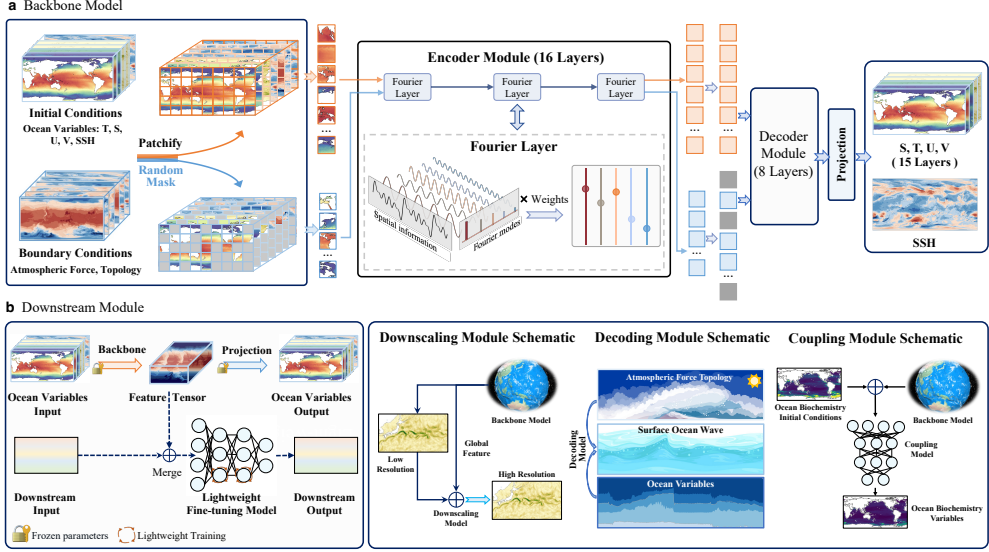 a Backbone Model
Initial Conditions
Ocean Variables: T, S,
U, V, SSH
Patchify
Random
Mask
Boundary Conditions
Atmospheric Force, Topology
...
...
Encoder Module (16 Layers)
Fourier
Layer
Fourier
Layer
Fourier
Layer
Fourier Layer
Spatial information
Fourier modes
× Weights
...
...
...
...
Decoder
Module
(8 Layers)
Projection
S, T, U, V
( 15 Layers )
SSH
b Downstream Module
Backbone
Projection
Ocean Variables
Input
Feature Tensor
Ocean Variables
Output
Merge
Downstream
Input
Lightweight
Fine-tuning Model
Downstream
Output
Frozen parameters
Lightweight Training
Downscaling Module Schematic
Backbone Model
Low
Resolution
Global
Feature
High Resolution
Downscaling
Model
Decoding Module Schematic
Atmospheric Force Topology
Surface Ocean Wave
Ocean Variables
Decoding
Model
Coupling Module Schematic
Ocean Biochemistry
Initial Conditions
Backbone Model
Coupling
Model
Ocean Biochemistry
Variables